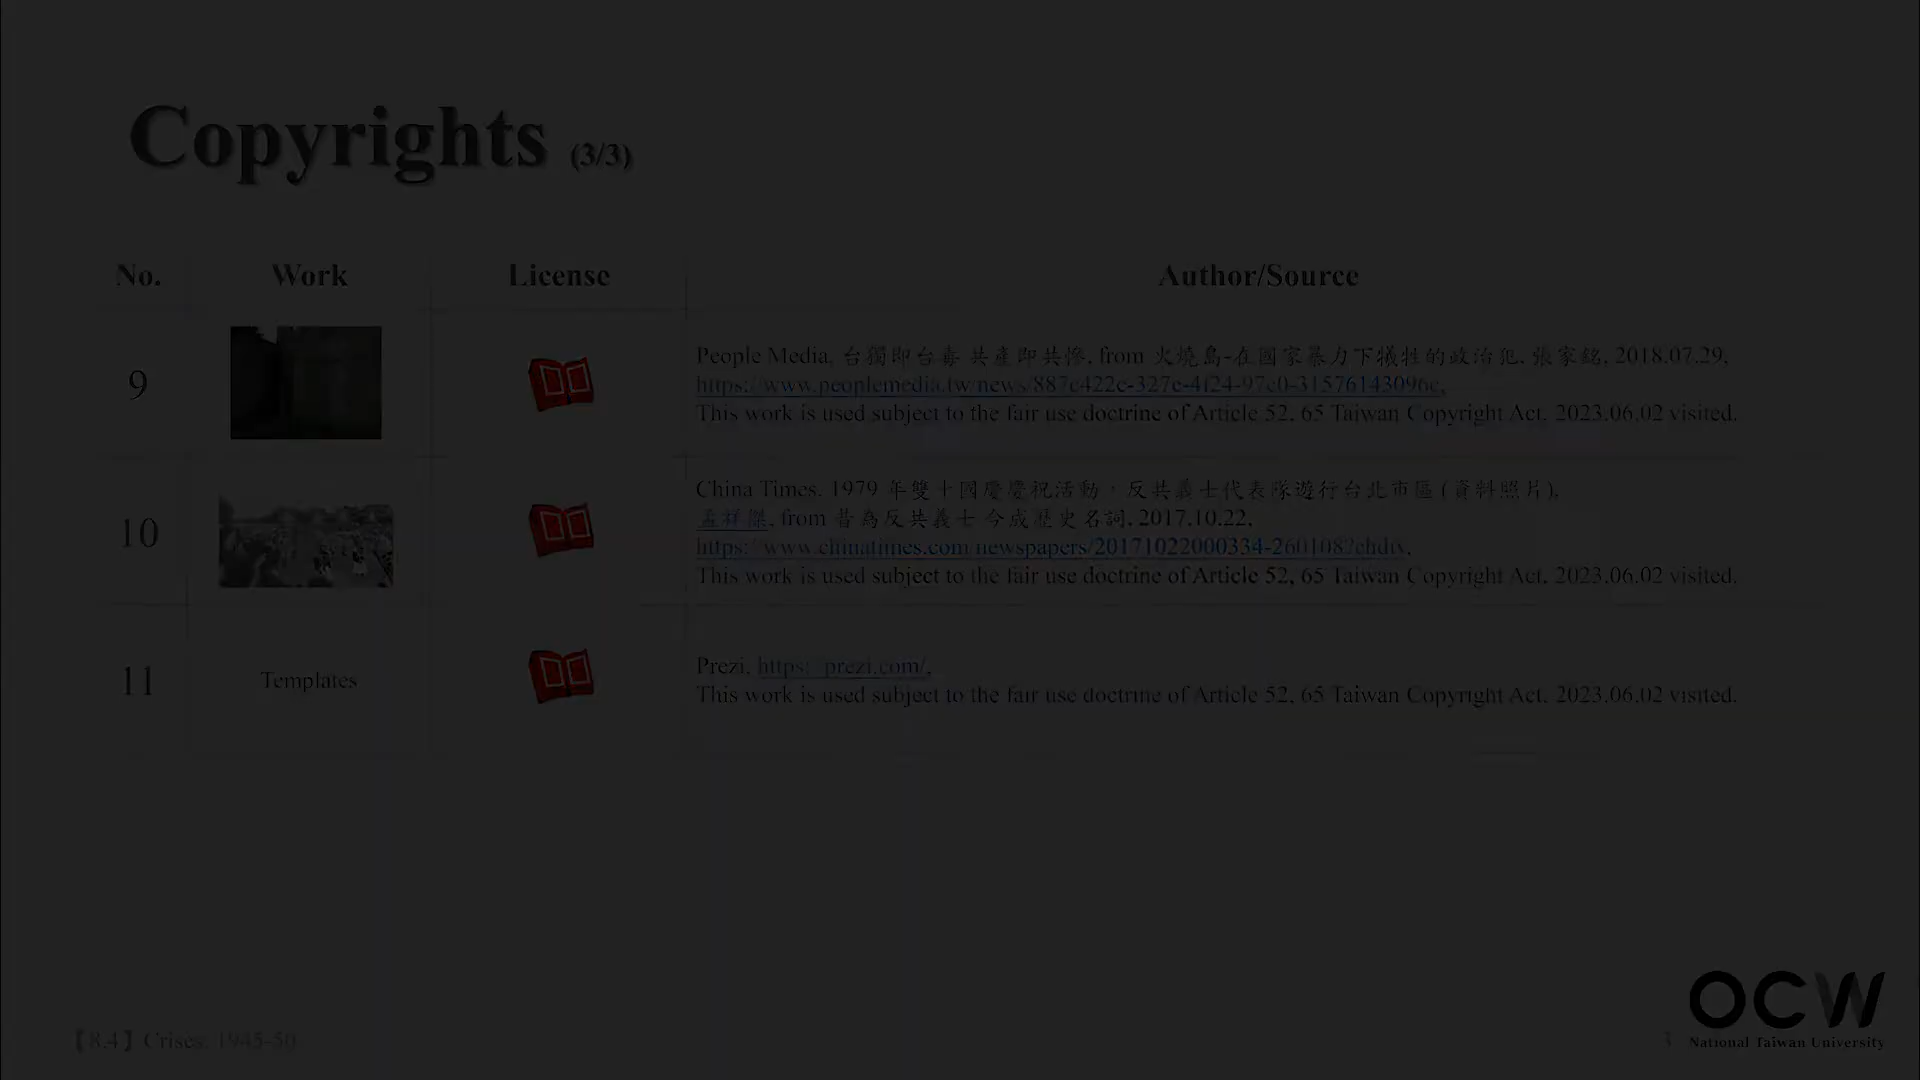 Copyrights (3/3)
No. Work License Author/Source
9
People Media, 台獨即台毒 共產即共慘, from 火燒島-在國家暴力下犧牲的政治犯, 張家銘, 2018.07.29,
https://www.peoplemedia.tw/news/887c422c-327e-4f24-97c0-31576143096c,
This work is used subject to the fair use doctrine of Article 52, 65 Taiwan Copyright Act. 2023.06.02 visited.
10
China Times. 1979 年雙十國慶慶祝活動，反共義士代表隊遊行台北市區 (資料照片),
孟祥傑, from 昔為反共義士 今成歷史名詞, 2017.10.22,
https://www.chinatimes.com/newspapers/20171022000334-260108?chdtv,
This work is used subject to the fair use doctrine of Article 52, 65 Taiwan Copyright Act. 2023.06.02 visited.
11 Templates
Prezi, https://prezi.com/,
This work is used subject to the fair use doctrine of Article 52, 65 Taiwan Copyright Act. 2023.06.02 visited.
【8.4】Crises: 1945-50
OCW
National Taiwan University